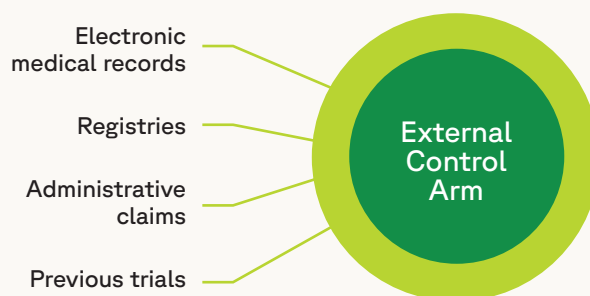 Electronic
medical records
Registries
Administrative
claims
Previous trials
External
Control
Arm